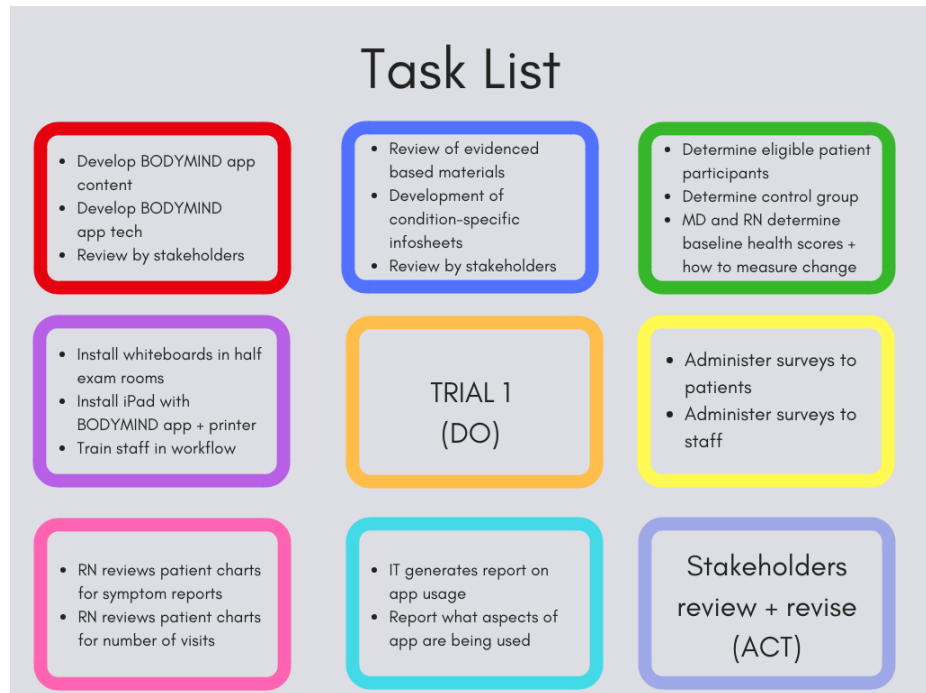 Task List
• Develop BODYMIND app
content
• Develop BODYMIND
app tech
• Review by stakeholders
• Review of evidenced
based materials
• Development of
condition-specific
infosheets
• Review by stakeholders
• Determine eligible patient
participants
• Determine control group
• MD and RN determine
baseline health scores +
how to measure change
• Install whiteboards in half
exam rooms
• Install iPad with
BODYMIND app + printer
• Train staff in workflow
TRIAL 1
(DO)
• Administer surveys to
patients
• Administer surveys to
staff
• RN reviews patient charts
for symptom reports
• RN reviews patient charts
for number of visits
• IT generates report on
app usage
• Report what aspects of
app are being used
Stakeholders
review + revise
(ACT)